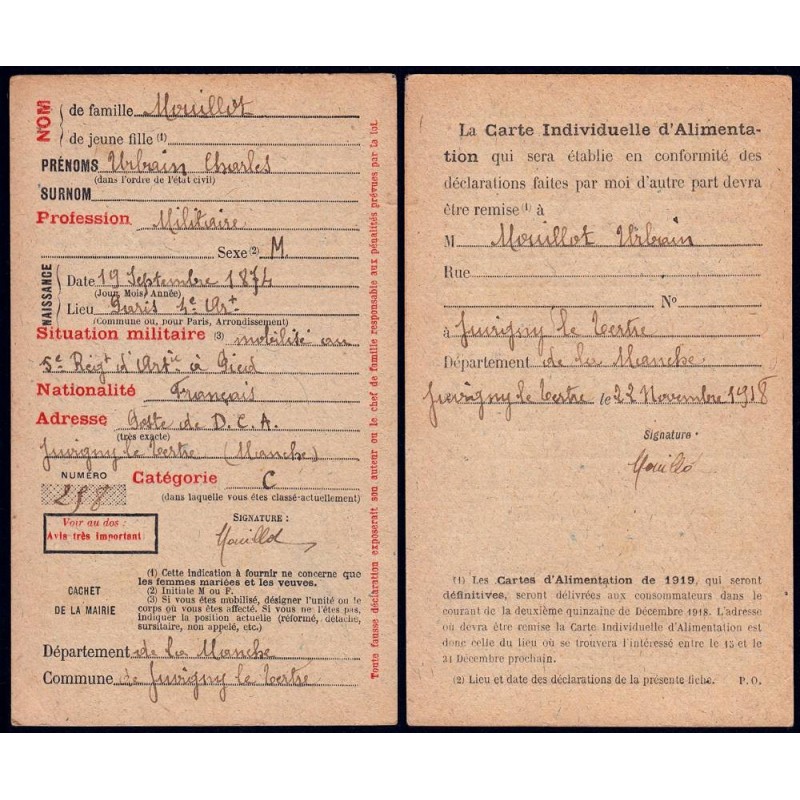 NOM de famille Mouillot
de jeune fille (1)
PRÉNOMS Urbain Charles
(dans l'ordre de l'état civil)
SURNOM
Profession Militaire
Sexe (2) M.
NAISSANCE
Date 19 Septembre 1874
(Jour, Mois, Année)
Lieu Paris 4e Art
(Commune ou, pour Paris, Arrondissement)
Situation militaire (3) mobilisé au
5e Régt d'Artie à Pied
Nationalité Français
Adresse Poste de D.C.A.
(très exacte)
Juvigny le Tertre (Manche)
NUMÉRO
298
Catégorie C
(dans laquelle vous êtes classé actuellement)
Voir au dos :
Avis très important
SIGNATURE :
Mouillot
CACHET
DE LA MAIRIE
(1) Cette indication à fournir ne concerne que
les femmes mariées et les veuves.
(2) Initiale M ou F.
(3) Si vous êtes mobilisé, désigner l'unité ou le
corps où vous êtes affecté. Si vous ne l'êtes pas,
indiquer la position actuelle (réformé, détaché,
sursitaire, non appelé, etc.)
Département de la Manche
Commune de Juvigny le Tertre
Toute fausse déclaration exposerait son auteur ou le chef de famille responsable aux pénalités prévues par la loi.
La Carte Individuelle d'Alimenta-
tion qui sera établie en conformité des
déclarations faites par moi d'autre part devra
être remise (1) à
M Mouillot Urbain
Rue
No
à Juvigny le Tertre
Département de la Manche
Juvigny le Tertre le 22 Novembre 1918
Signature :
Mouillot
(1) Les Cartes d'Alimentation de 1919, qui seront
définitives, seront délivrées aux consommateurs dans le
courant de la deuxième quinzaine de Décembre 1918. L'adresse
où devra être remise la Carte Individuelle d'Alimentation est
donc celle du lieu où se trouvera l'intéressé entre le 15 et le
31 Décembre prochain.
(2) Lieu et date des déclarations de la présente fiche. P. O.